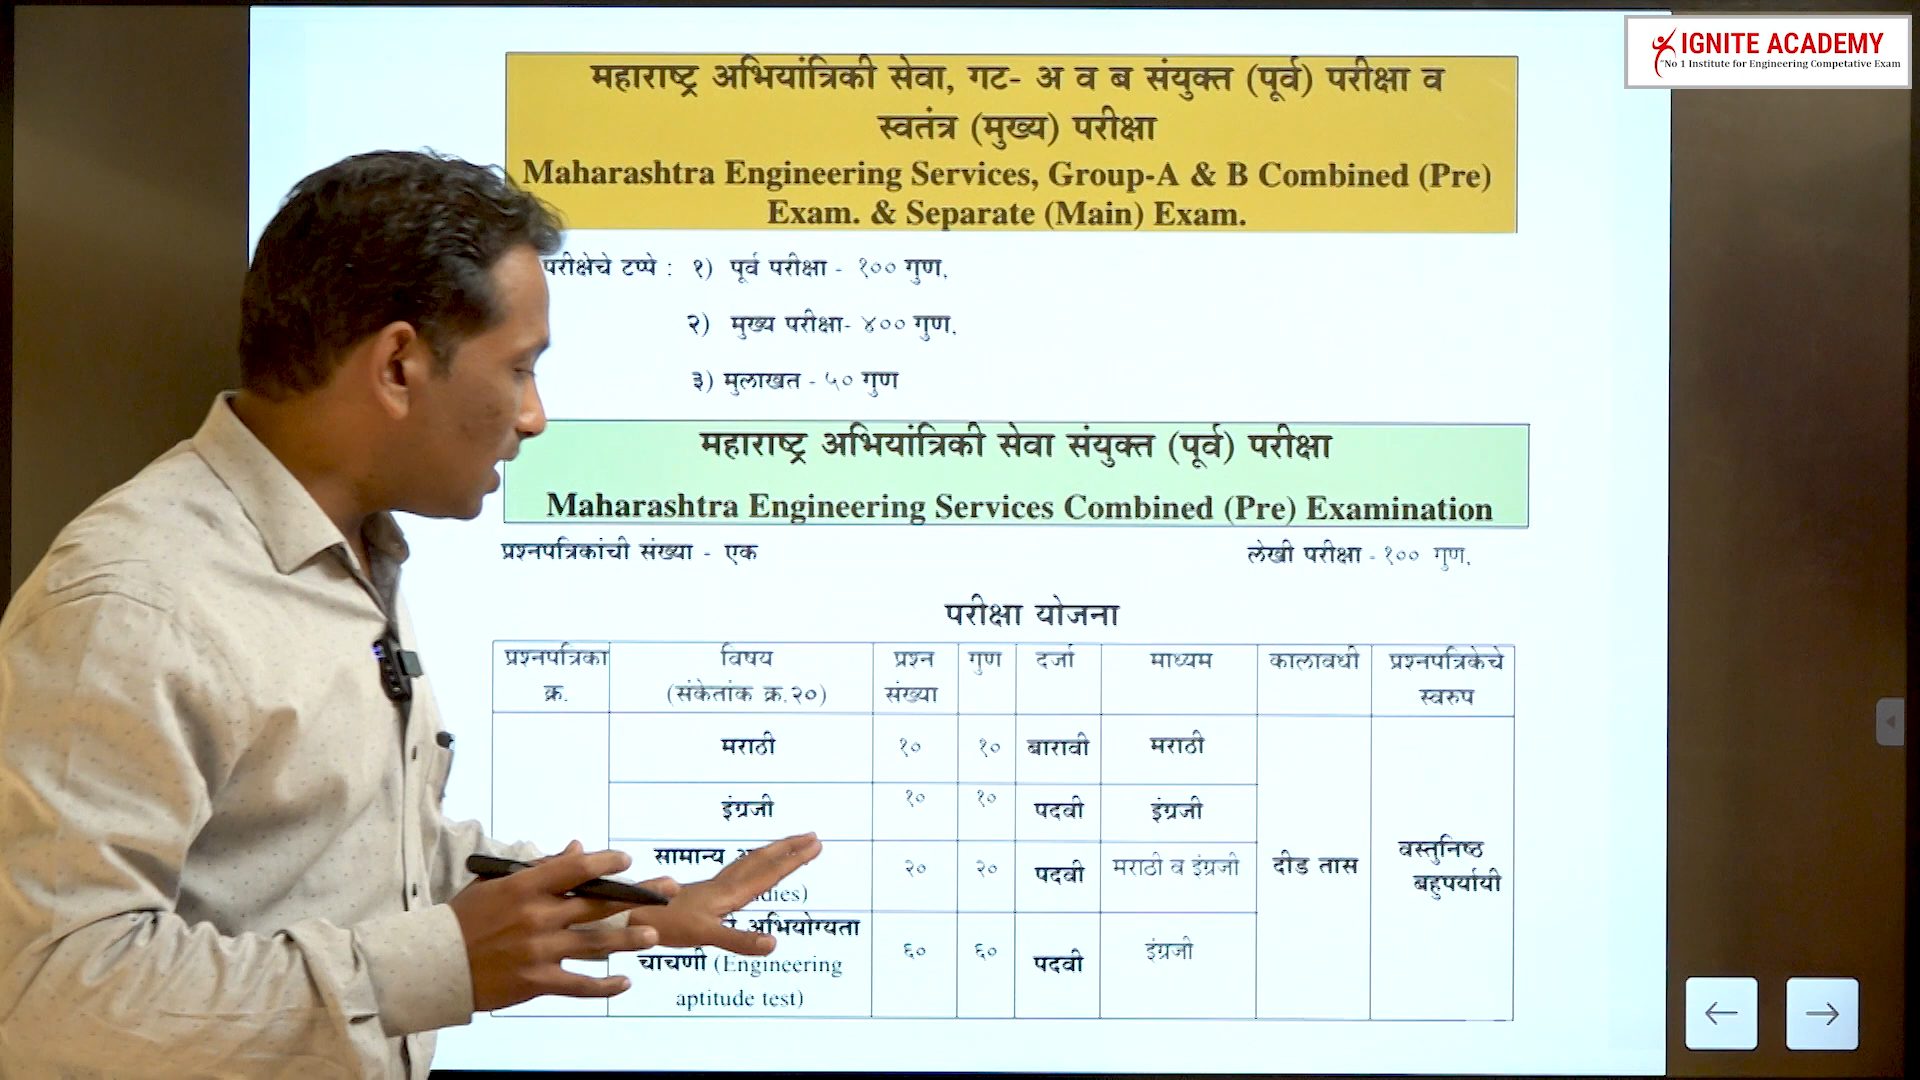 IGNITE ACADEMY
"No 1 Institute for Engineering Competative Exam
महाराष्ट्र अभियांत्रिकी सेवा, गट- अ व ब संयुक्त (पूर्व) परीक्षा व
स्वतंत्र (मुख्य) परीक्षा
Maharashtra Engineering Services, Group-A & B Combined (Pre)
Exam. & Separate (Main) Exam.
परीक्षेचे टप्पे : १) पूर्व परीक्षा - १०० गुण,
२) मुख्य परीक्षा- ४०० गुण,
३) मुलाखत - ५० गुण
महाराष्ट्र अभियांत्रिकी सेवा संयुक्त (पूर्व) परीक्षा
Maharashtra Engineering Services Combined (Pre) Examination
प्रश्नपत्रिकांची संख्या - एक लेखी परीक्षा - १०० गुण,
परीक्षा योजना
प्रश्नपत्रिका क्र. विषय (संकेतांक क्र.२०) प्रश्न संख्या गुण दर्जा माध्यम कालावधी प्रश्नपत्रिकेचे स्वरुप
मराठी १० १० बारावी मराठी
इंग्रजी १० १० पदवी इंग्रजी
सामान्य २० २० पदवी मराठी व इंग्रजी दीड तास वस्तुनिष्ठ बहुपर्यायी
अभियोग्यता
चाचणी (Engineering
aptitude test) ६० ६० पदवी इंग्रजी